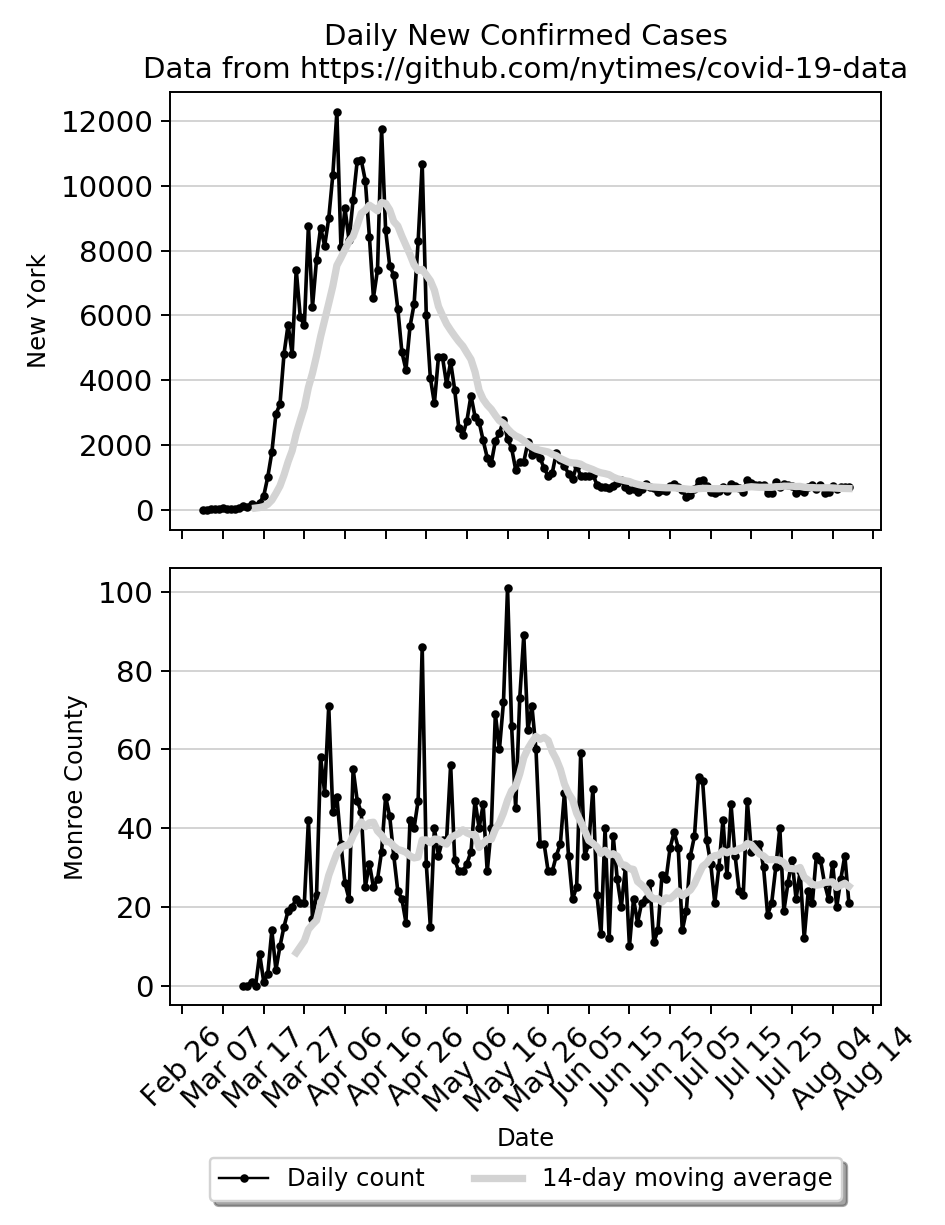 Daily New Confirmed Cases
Data from https://github.com/nytimes/covid-19-data
New York
12000
10000
8000
6000
4000
2000
0
Monroe County
100
80
60
40
20
0
Feb 26
Mar 07
Mar 17
Mar 27
Apr 06
Apr 16
Apr 26
May 06
May 16
May 26
Jun 05
Jun 15
Jun 25
Jul 05
Jul 15
Jul 25
Aug 04
Aug 14
Date
Daily count
14-day moving average